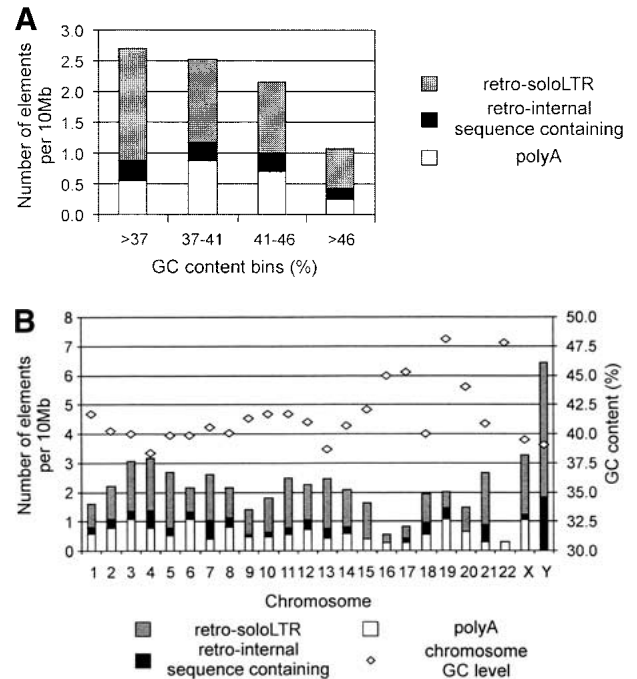 A
Number of elements
per 10Mb
3.0
2.5
2.0
1.5
1.0
0.5
0.0
>37 37-41 41-46 >46
GC content bins (%)
retro-soloLTR
retro-internal
sequence containing
polyA
B
Number of elements
per 10Mb
8
7
6
5
4
3
2
1
0
50.0
47.5
45.0
42.5
40.0
37.5
35.0
32.5
30.0
GC content (%)
1 2 3 4 5 6 7 8 9 10 11 12 13 14 15 16 17 18 19 20 21 22 X Y
Chromosome
retro-soloLTR
retro-internal
sequence containing
polyA
chromosome
GC level